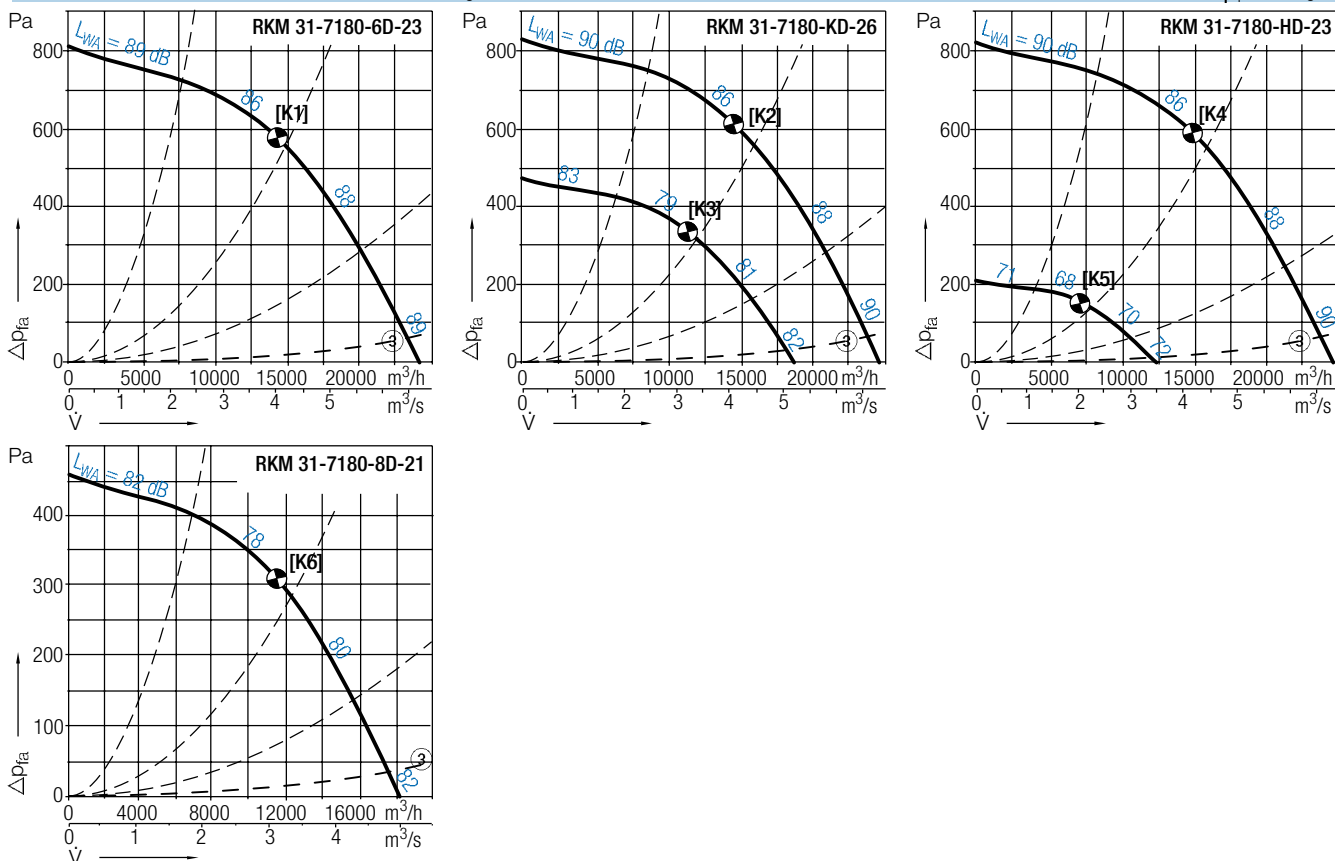 Pa
RKM 31-7180-6D-23
L_WA = 89 dB
800
86
[K1]
600
88
400
200
89
3
0
Δp_fa
0 5000 10000 15000 20000 m³/h
0 1 2 3 4 5 m³/s
V̇
Pa
RKM 31-7180-KD-26
L_WA = 90 dB
800
86
[K2]
600
83
79
[K3]
88
400
81
200
90
82
3
0
Δp_fa
0 5000 10000 15000 20000 m³/h
0 1 2 3 4 5 m³/s
V̇
Pa
RKM 31-7180-HD-23
L_WA = 90 dB
800
86
[K4
600
88
400
71
68
[K5]
200
70
72
90
3
0
Δp_fa
0 5000 10000 15000 20000 m³/h
0 1 2 3 4 5 m³/s
V̇
Pa
RKM 31-7180-8D-21
L_WA = 82 dB
400
78
[K6]
300
80
200
100
82
3
0
Δp_fa
0 4000 8000 12000 16000 m³/h
0 1 2 3 4 m³/s
V̇